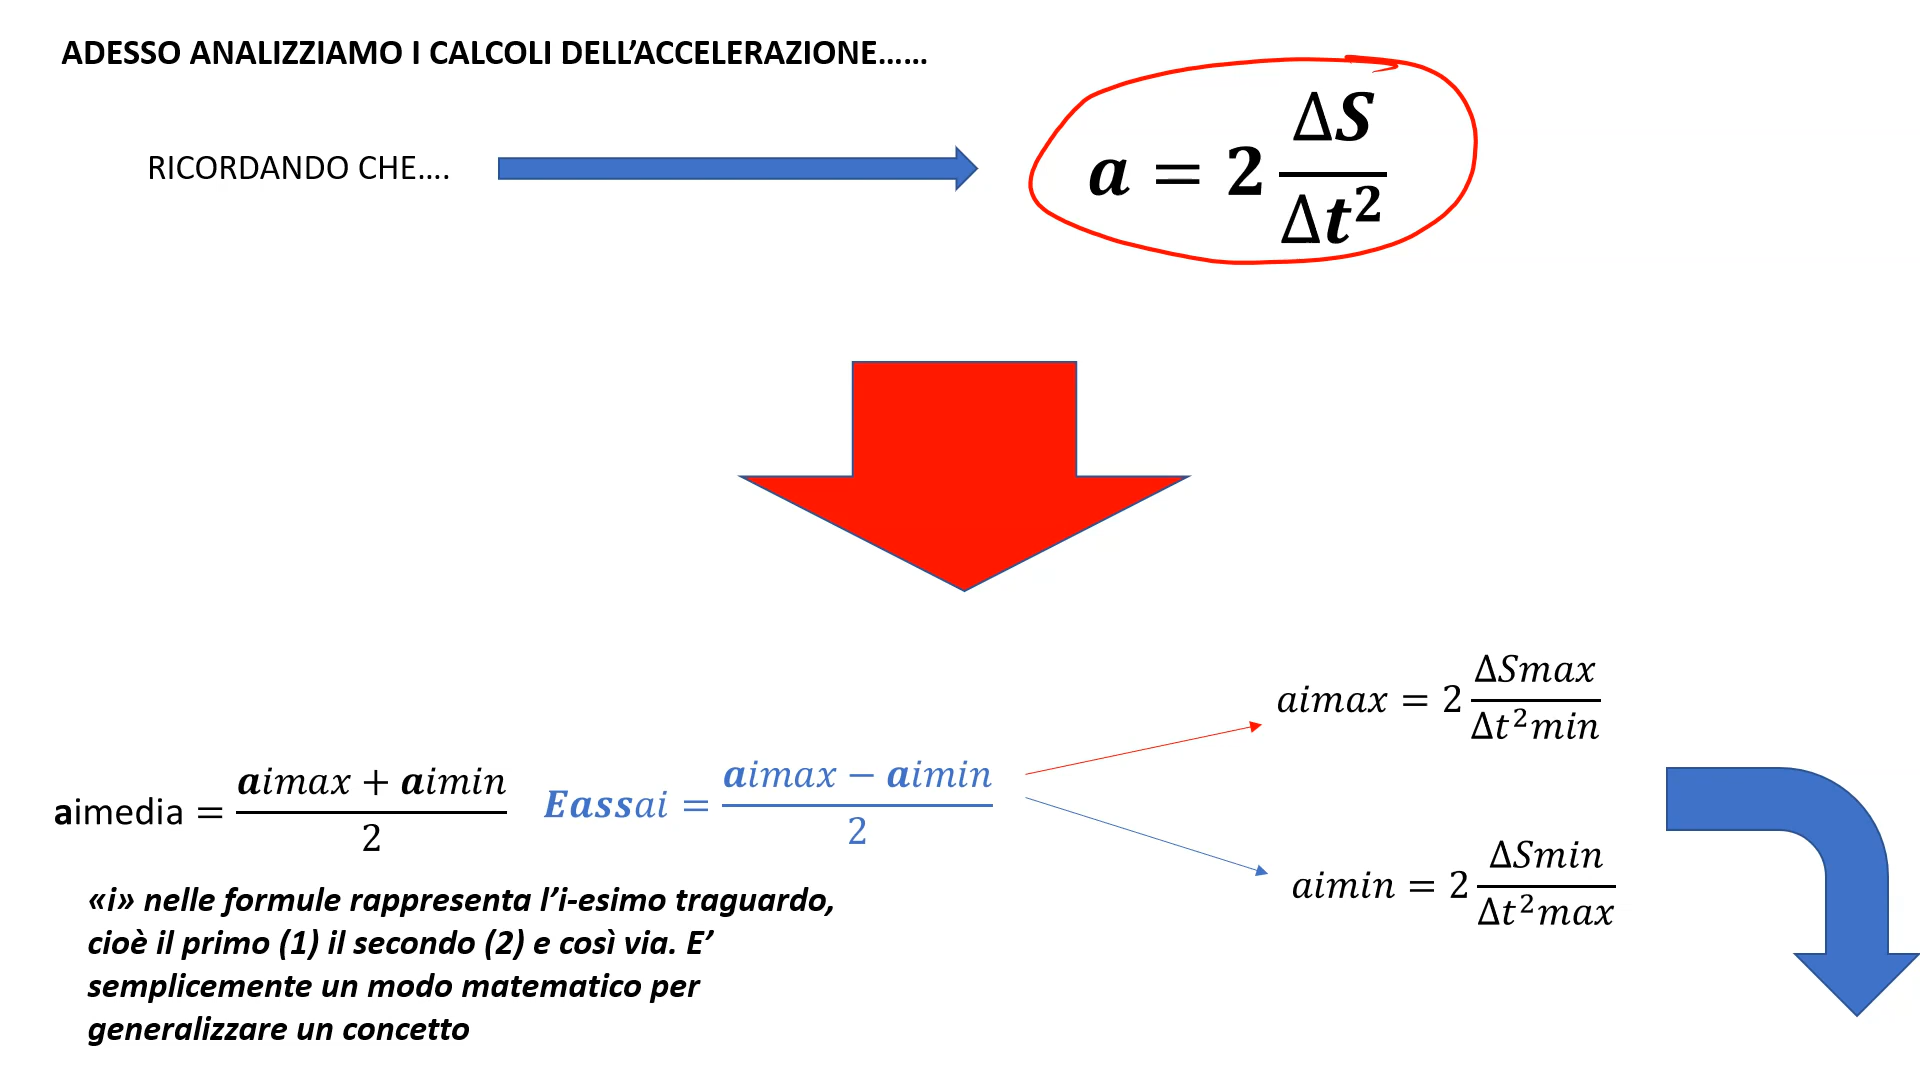 ADESSO ANALIZZIAMO I CALCOLI DELL’ACCELERAZIONE……
RICORDANDO CHE….
a = 2 ΔS / Δt²
aimax = 2 ΔSmax / Δt²min
aimedia = aimax + aimin / 2
Eassai = aimax − aimin / 2
aimin = 2 ΔSmin / Δt²max
«i» nelle formule rappresenta l’i-esimo traguardo,
cioè il primo (1) il secondo (2) e così via. E’
semplicemente un modo matematico per
generalizzare un concetto